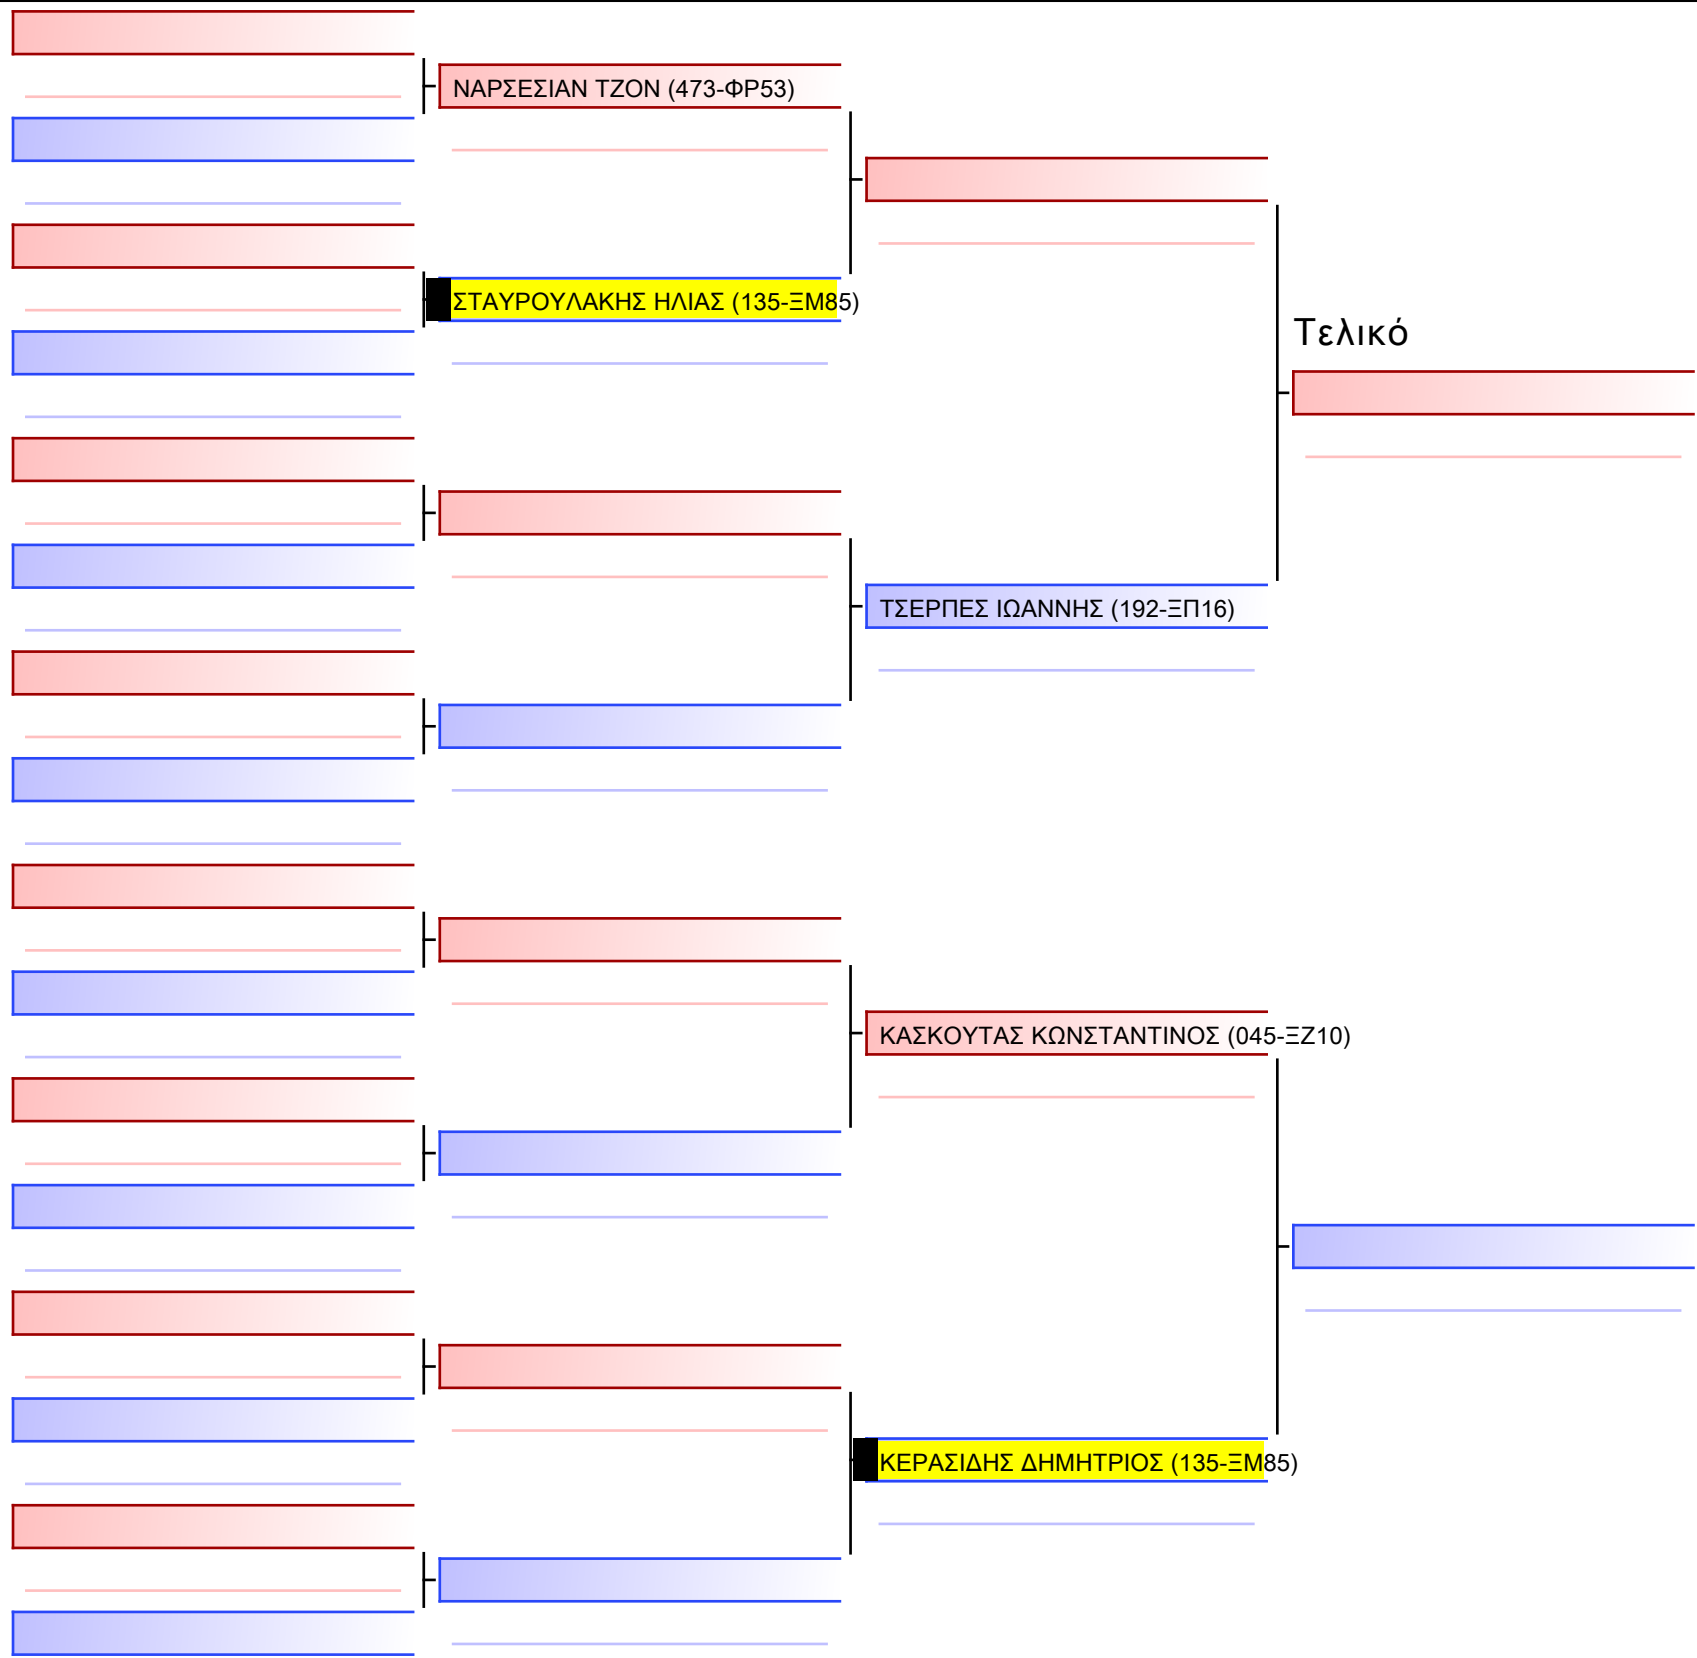 ΝΑΡΣΕΣΙΑΝ ΤΖΟΝ (473-ΦΡ53)
ΣΤΑΥΡΟΥΛΑΚΗΣ ΗΛΙΑΣ (135-ΞΜ85)
Τελικό
ΤΣΕΡΠΕΣ ΙΩΑΝΝΗΣ (192-ΞΠ16)
ΚΑΣΚΟΥΤΑΣ ΚΩΝΣΤΑΝΤΙΝΟΣ (045-ΞΖ10)
ΚΕΡΑΣΙΔΗΣ ΔΗΜΗΤΡΙΟΣ (135-ΞΜ85)